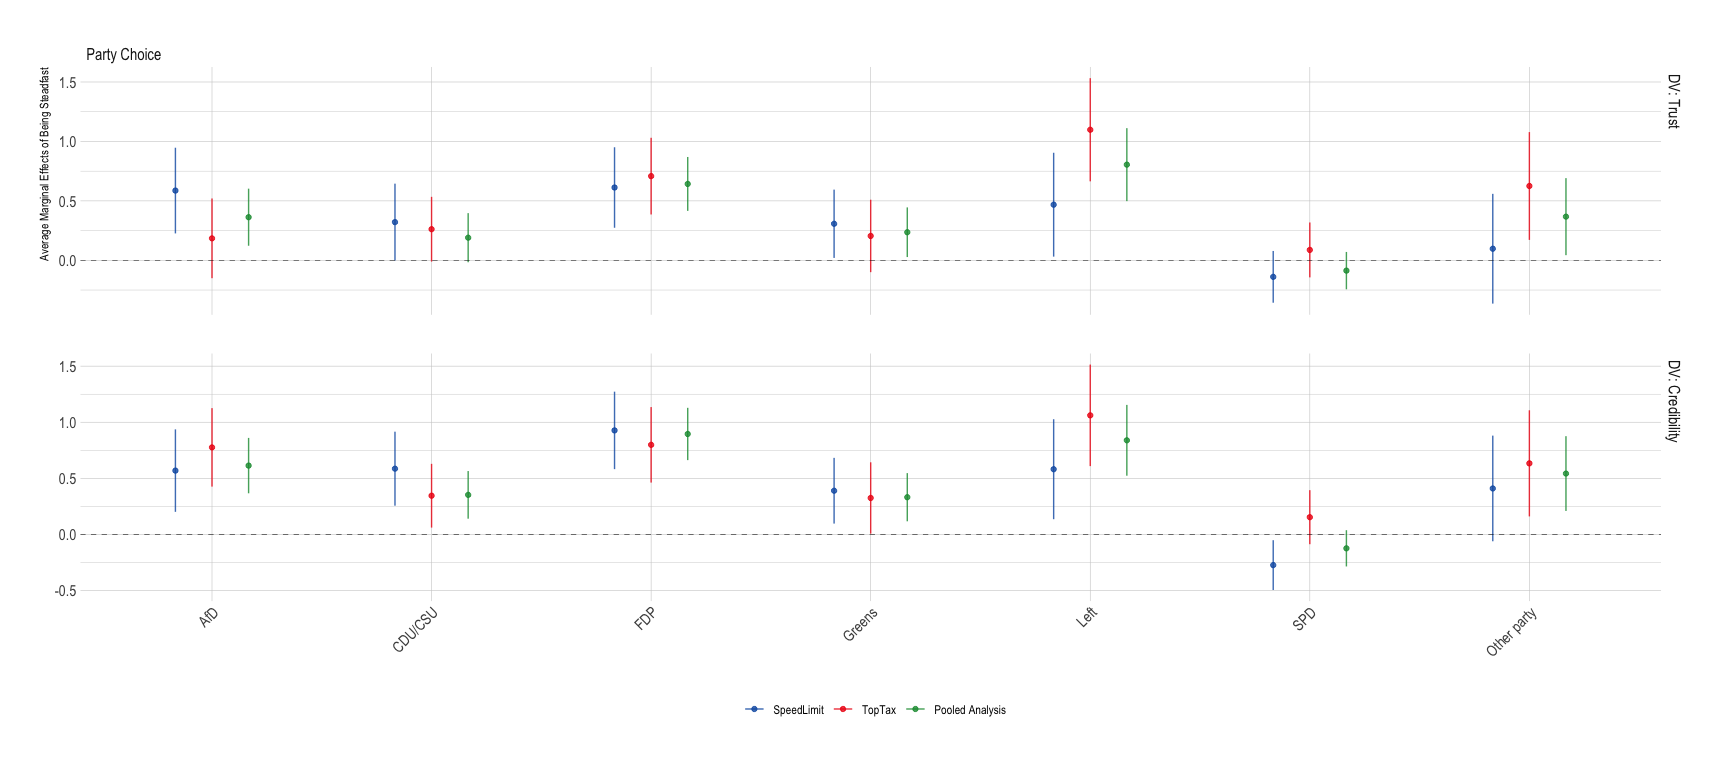 Party Choice
Average Marginal Effects of Being Steadfast
1.5
1.0
0.5
0.0
DV: Trust
1.5
1.0
0.5
0.0
-0.5
DV: Credibility
AfD
CDU/CSU
FDP
Greens
Left
SPD
Other party
SpeedLimit TopTax Pooled Analysis